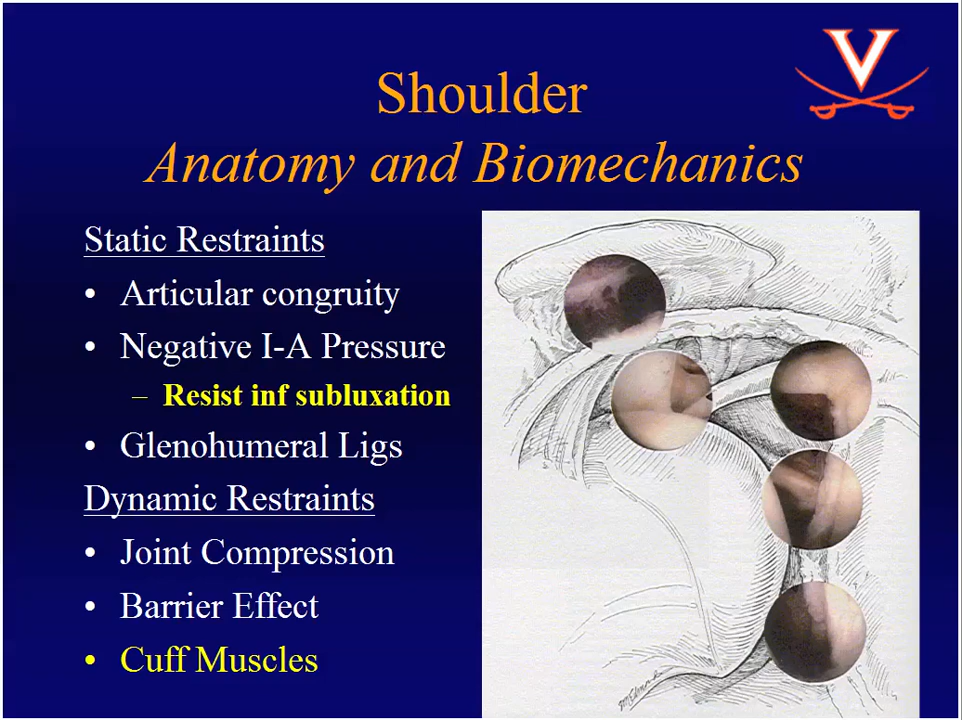 V
Shoulder
Anatomy and Biomechanics
Static Restraints
• Articular congruity
• Negative I-A Pressure
– Resist inf subluxation
• Glenohumeral Ligs
Dynamic Restraints
• Joint Compression
• Barrier Effect
• Cuff Muscles